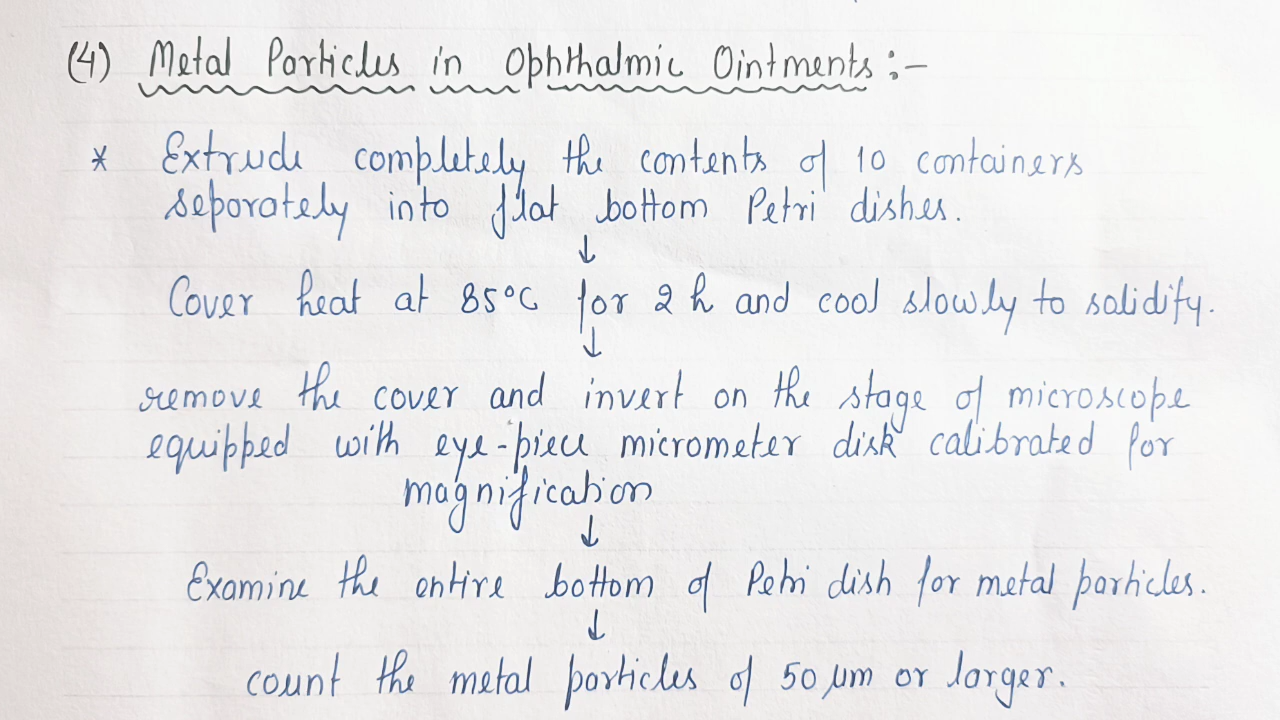 (4) Metal Particles in Ophthalmic Ointments :-
* Extrude completely the contents of 10 containers
separately into flat bottom Petri dishes.
↓
Cover heat at 85°C for 2 h and cool slowly to solidify.
↓
remove the cover and invert on the stage of microscope
equipped with eye-piece micrometer disk calibrated for
magnification
↓
Examine the entire bottom of Petri dish for metal particles.
↓
count the metal particles of 50 μm or larger.